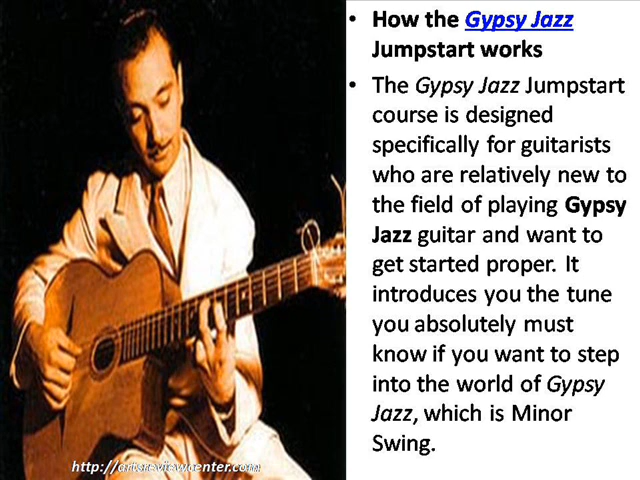 • How the Gypsy Jazz
Jumpstart works
• The Gypsy Jazz Jumpstart
course is designed
specifically for guitarists
who are relatively new to
the field of playing Gypsy
Jazz guitar and want to
get started proper. It
introduces you the tune
you absolutely must
know if you want to step
into the world of Gypsy
Jazz, which is Minor
Swing.
http://artsreviewcenter.com